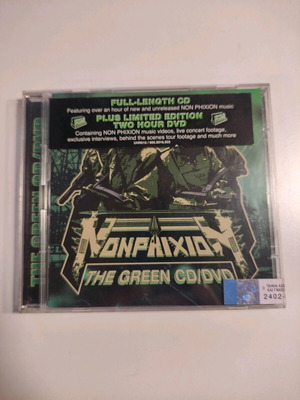 FULL-LENGTH CD
Featuring over an hour of new and unreleased NON PHIXION music
PLUS LIMITED EDITION
TWO HOUR DVD
Containing NON PHIXION music videos, live concert footage,
exclusive interviews, behind the scenes tour footage and much more
THE GREEN CD/DVD
NONPHIXION
THE GREEN CD/DVD
2402